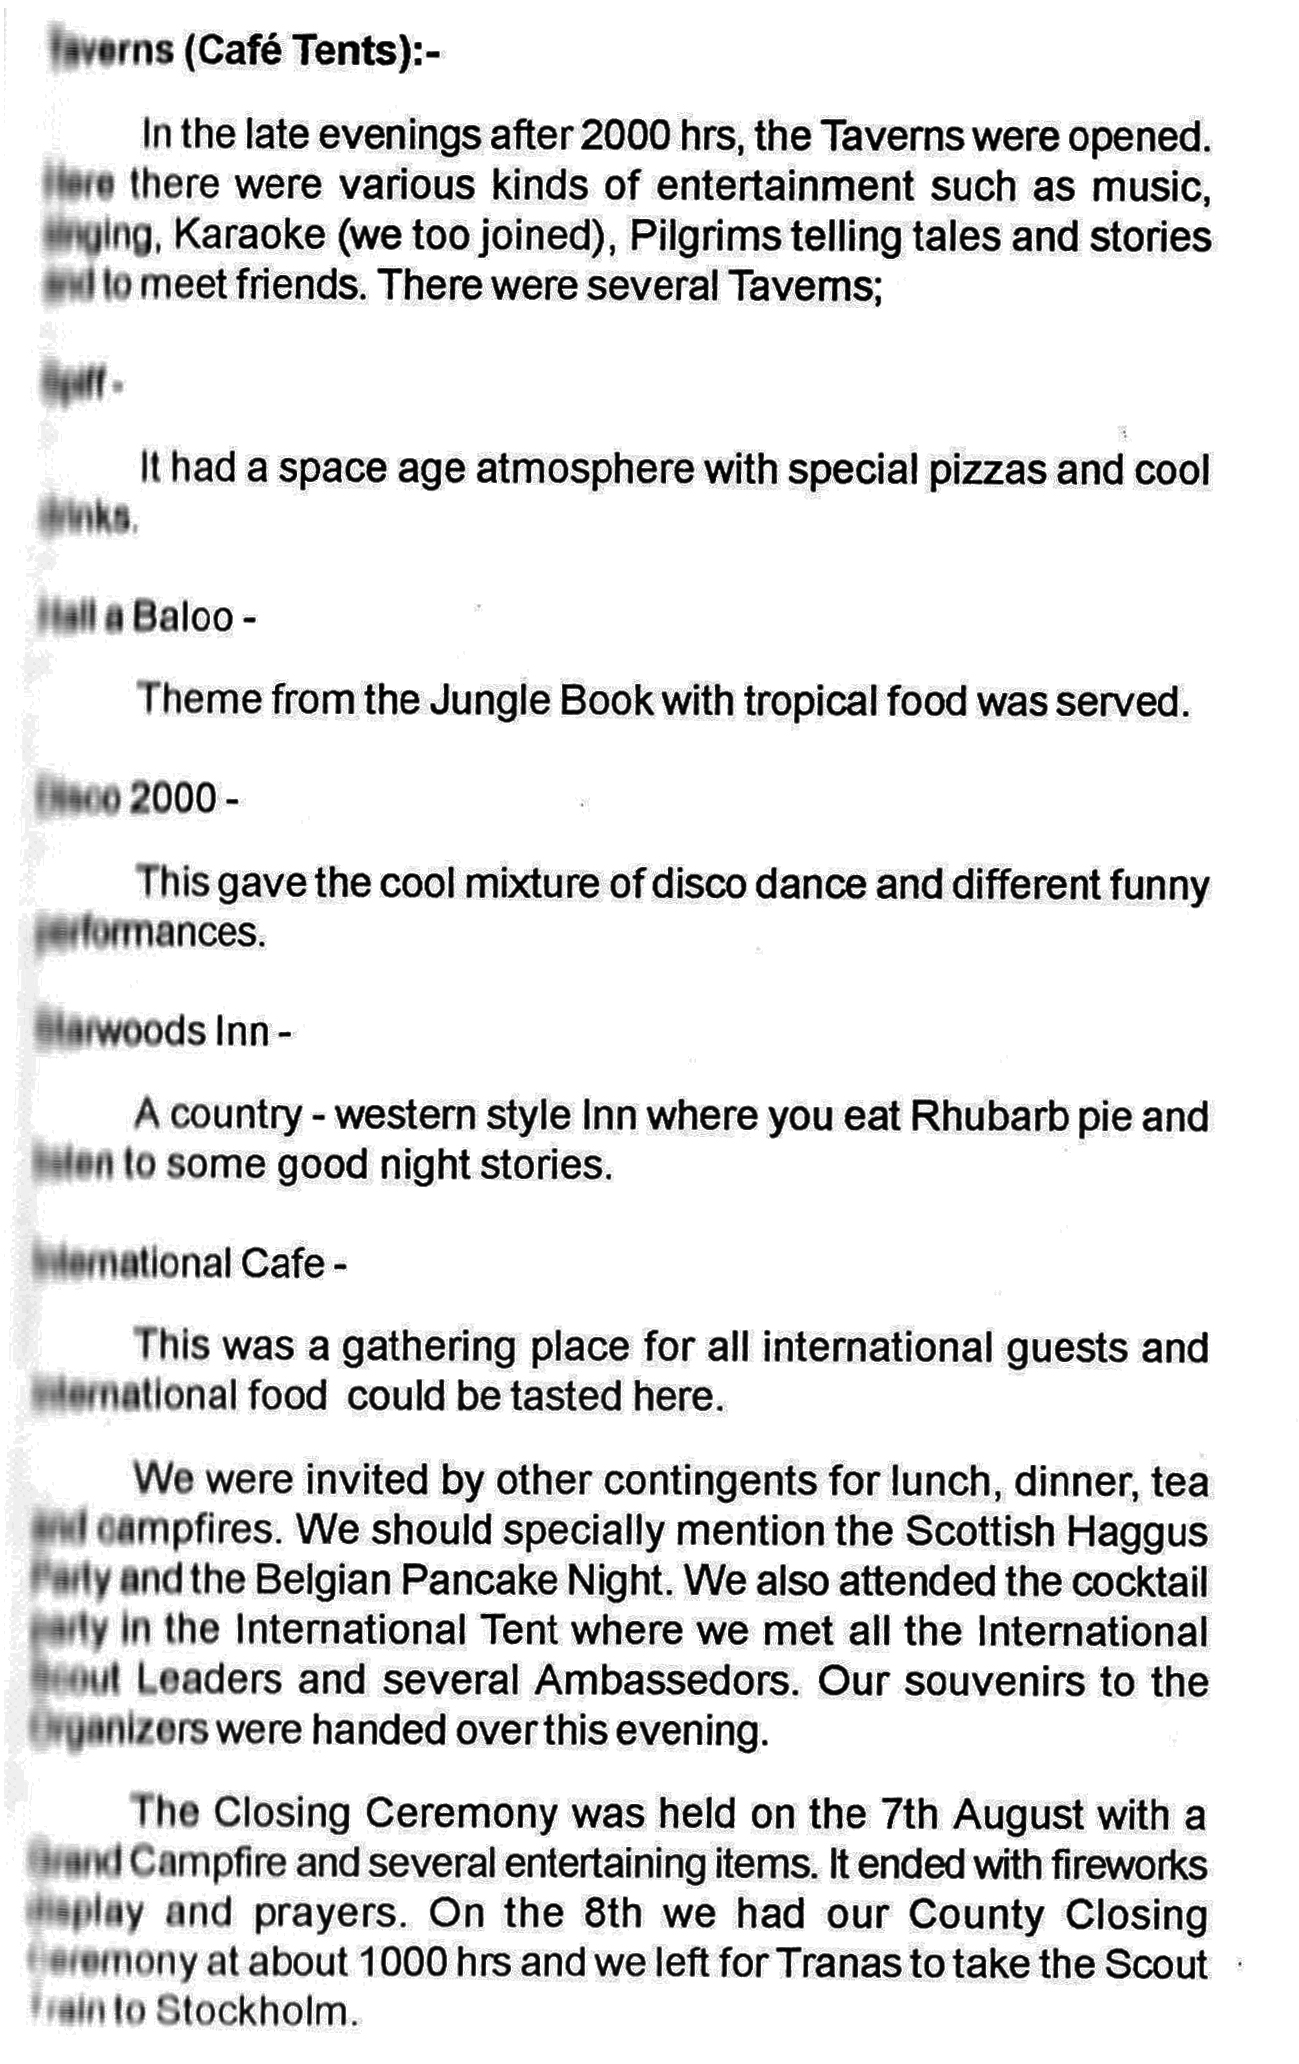 Taverns (Café Tents):-
In the late evenings after 2000 hrs, the Taverns were opened.
Here there were various kinds of entertainment such as music,
singing, Karaoke (we too joined), Pilgrims telling tales and stories
and to meet friends. There were several Taverns;
Spiff -
It had a space age atmosphere with special pizzas and cool
drinks.
Hall a Baloo -
Theme from the Jungle Book with tropical food was served.
Disco 2000 -
This gave the cool mixture of disco dance and different funny
performances.
Starwoods Inn -
A country - western style Inn where you eat Rhubarb pie and
listen to some good night stories.
International Cafe -
This was a gathering place for all international guests and
international food could be tasted here.
We were invited by other contingents for lunch, dinner, tea
and campfires. We should specially mention the Scottish Haggus
Party and the Belgian Pancake Night. We also attended the cocktail
party in the International Tent where we met all the International
Scout Leaders and several Ambassedors. Our souvenirs to the
Organizers were handed over this evening.
The Closing Ceremony was held on the 7th August with a
Grand Campfire and several entertaining items. It ended with fireworks
display and prayers. On the 8th we had our County Closing
Ceremony at about 1000 hrs and we left for Tranas to take the Scout
Train to Stockholm.